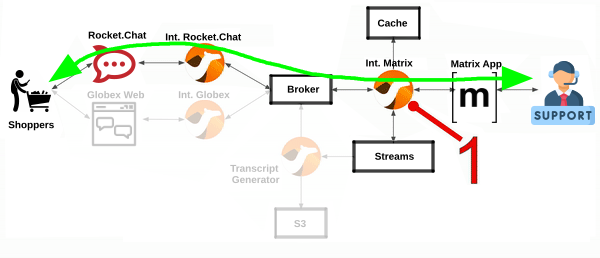 Cache
Rocket.Chat
Int. Rocket.Chat
Int. Matrix
Matrix App
Globex Web
Int. Globex
Broker
[m]
Shoppers
SUPPORT
1
Streams
Transcript
Generator
S3